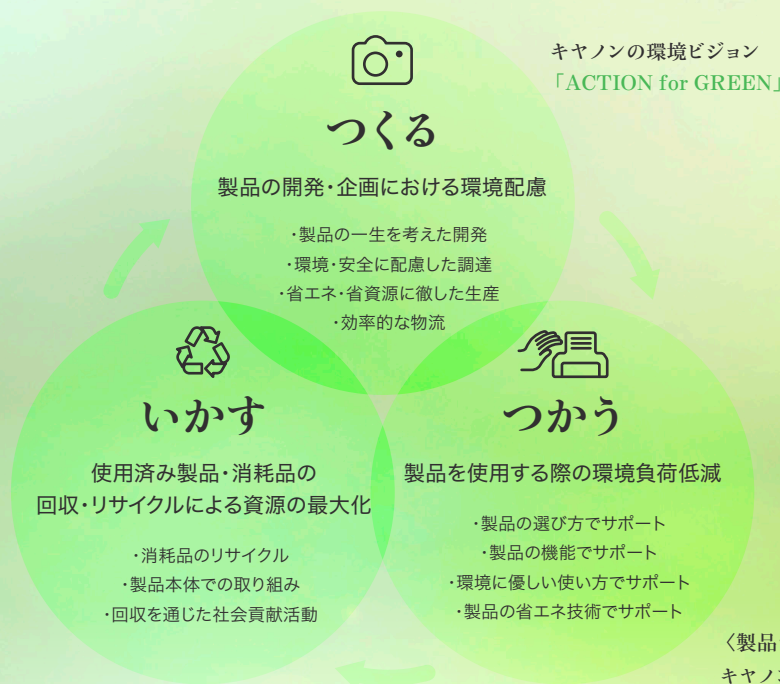 キヤノンの環境ビジョン
「ACTION for GREEN」
つくる
製品の開発・企画における環境配慮
・製品の一生を考えた開発
・環境・安全に配慮した調達
・省エネ・省資源に徹した生産
・効率的な物流
いかす
使用済み製品・消耗品の
回収・リサイクルによる資源の最大化
・消耗品のリサイクル
・製品本体での取り組み
・回収を通じた社会貢献活動
つかう
製品を使用する際の環境負荷低減
・製品の選び方でサポート
・製品の機能でサポート
・環境に優しい使い方でサポート
・製品の省エネ技術でサポート
〈製品
キヤノ